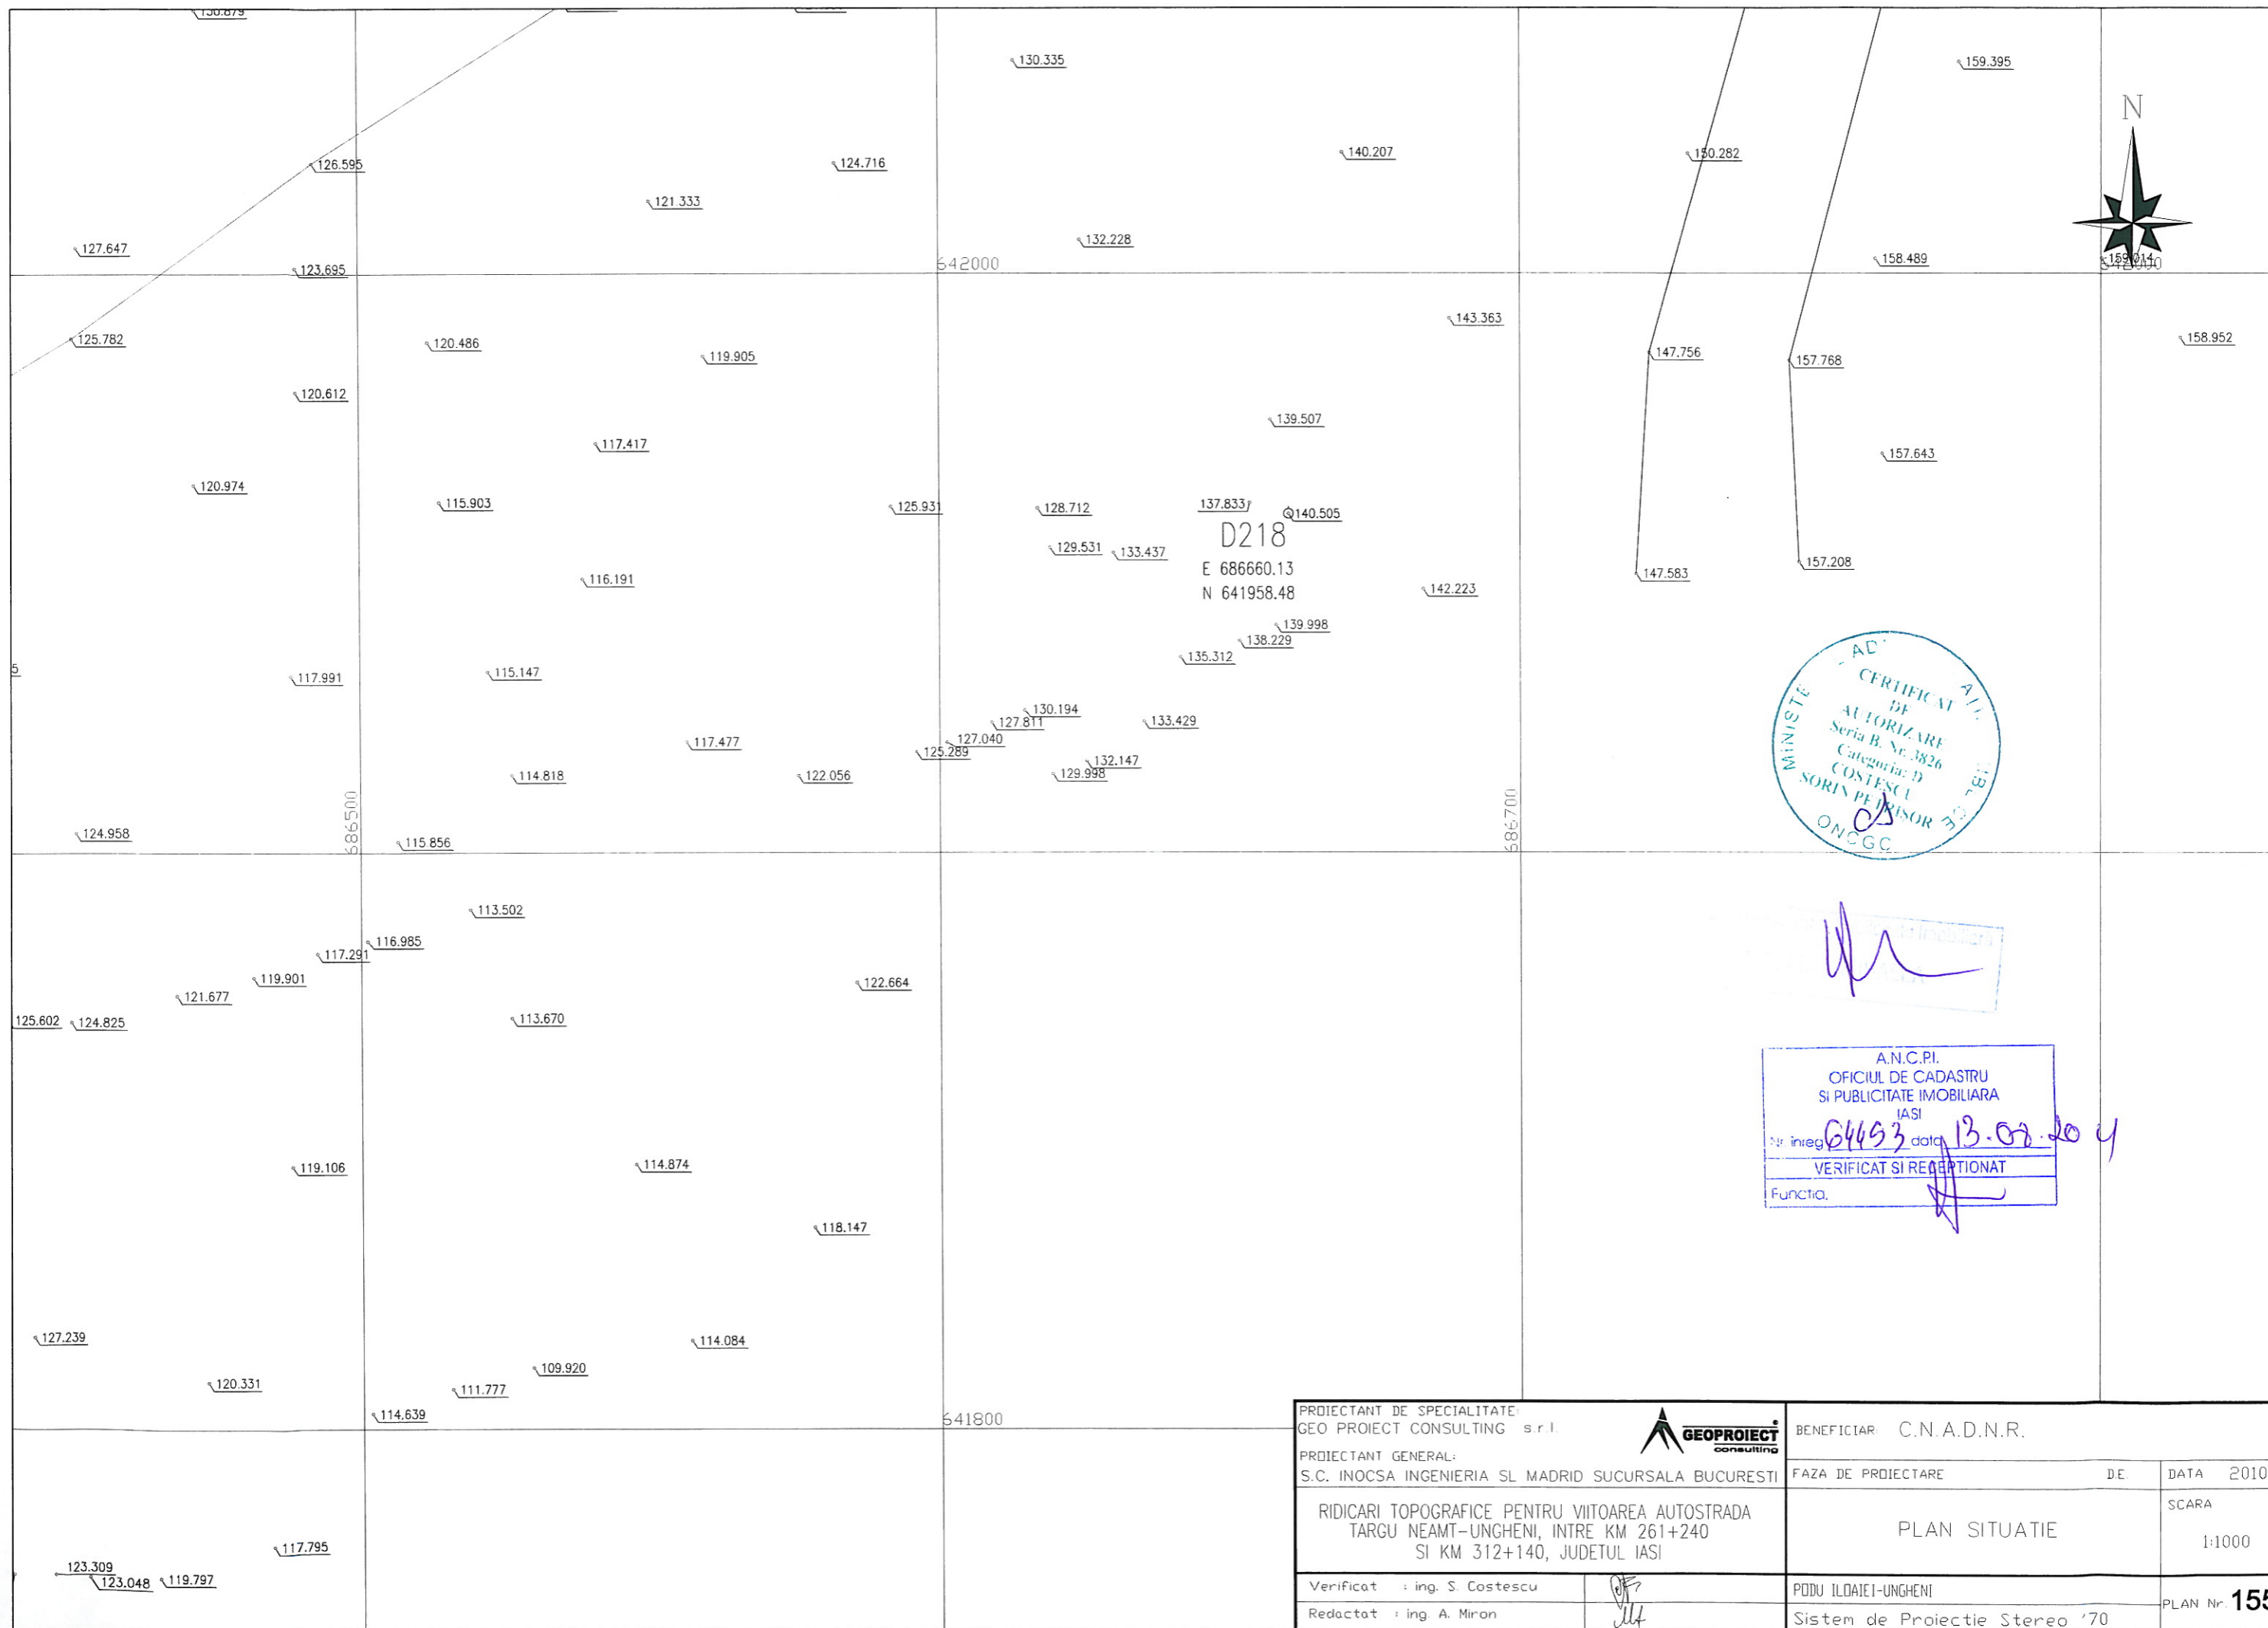 130.879
130.335
159.395
N
126.595
124.716
140.207
150.282
121.333
127.647
132.228
123.695
642000
158.489
159.014
642000
125.782
120.486
119.905
143.363
147.756
157.768
158.952
120.612
139.507
117.417
157.643
120.974
115.903
125.931
128.712
137.833
140.505
D218
129.531
133.437
E 686660.13
116.191
N 641958.48
142.223
147.583
157.208
139.998
138.229
135.312
5
117.991
115.147
130.194
127.811
133.429
127.040
117.477
125.289
132.147
129.998
114.818
122.056
686500
686700
124.958
115.856
CERTIFICAT
DE
AUTORIZARE
Seria B. Nr. 3826
Categoria: D
COSTESCU
SORIN PETRISOR
ONCGC
MINISTE
113.502
116.985
117.291
119.901
121.677
122.664
125.602
124.825
113.670
A.N.C.P.I.
OFICIUL DE CADASTRU
SI PUBLICITATE IMOBILIARA
IASI
Nr. inreg 64453 data 13.
VERIFICAT SI RECEPTIONAT
Functia.
119.106
114.874
118.147
127.239
114.084
120.331
111.777
109.920
114.639
641800
117.795
123.309
123.048
119.797
PROIECTANT DE SPECIALITATE:
GEO PROIECT CONSULTING s.r.l.
GEOPROIECT
consulting
PROIECTANT GENERAL:
S.C. INOCSA INGENIERIA SL MADRID SUCURSALA BUCURESTI
BENEFICIAR: C.N.A.D.N.R.
FAZA DE PROIECTARE D.E.
DATA 2010
RIDICARI TOPOGRAFICE PENTRU VIITOAREA AUTOSTRADA
TARGU NEAMT-UNGHENI, INTRE KM 261+240
SI KM 312+140, JUDETUL IASI
PLAN SITUATIE
SCARA
1:1000
Verificat : ing. S. Costescu
Redactat : ing. A. Miron
PODU ILOAIEI-UNGHENI
Sistem de Proiectie Stereo '70
PLAN Nr. 155